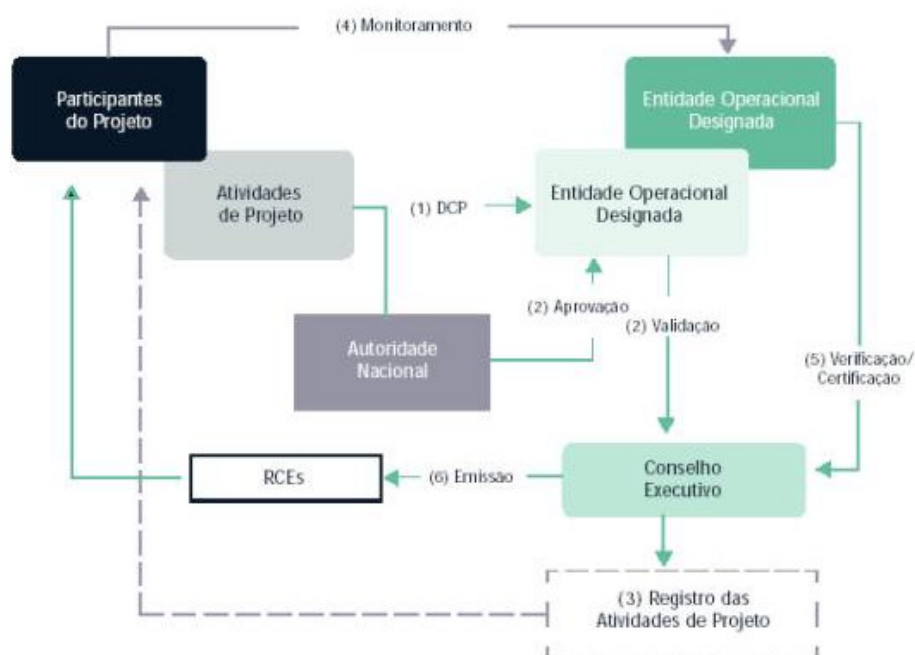 (4) Monitoramento
Participantes
do Projeto
Entidade Operacional
Designada
Atividades
de Projeto
(1) DCP
Entidade Operacional
Designada
(2) Aprovação
(2) Validação
Autoridade
Nacional
(5) Verificação/
Certificação
RCEs
(6) Emissão
Conselho
Executivo
(3) Registro das
Atividades de Projeto